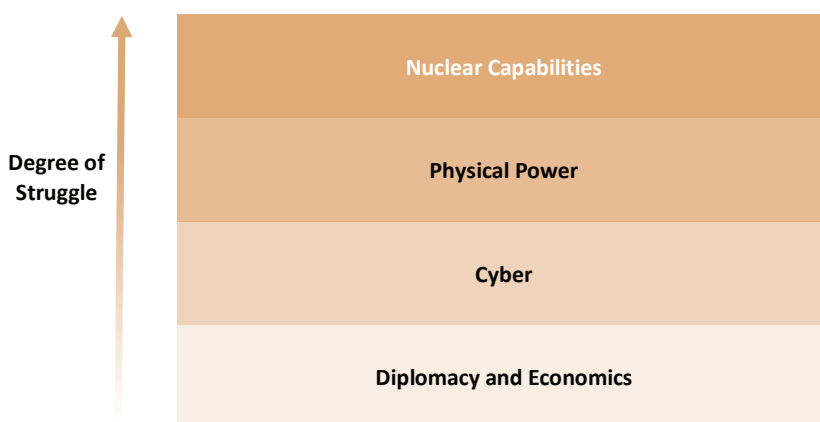 Nuclear Capabilities
Degree of
Struggle
Physical Power
Cyber
Diplomacy and Economics